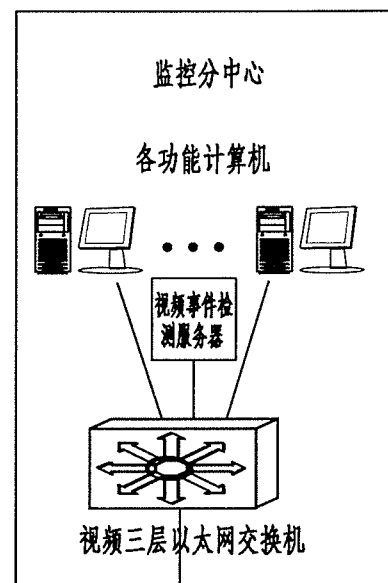 监控分中心
各功能计算机
视频事件检
测服务器
视频三层以太网交换机